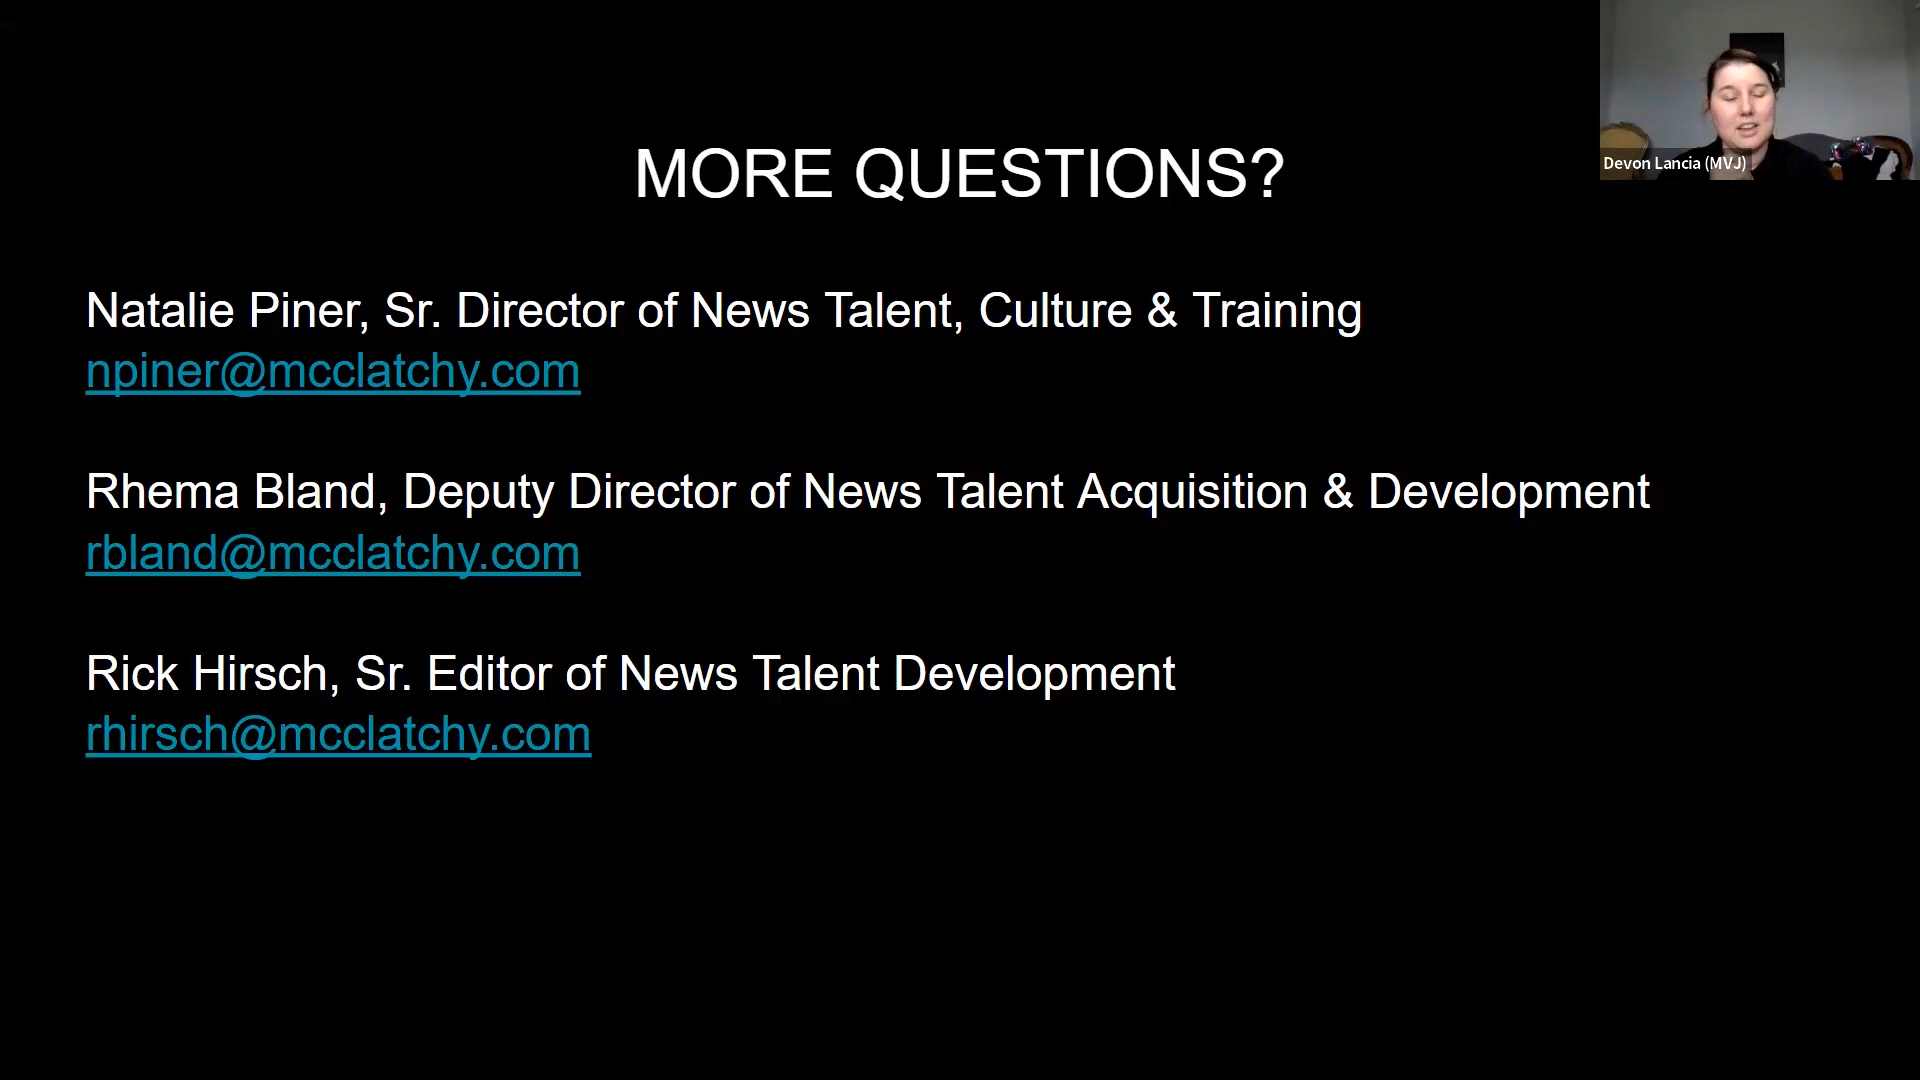 MORE QUESTIONS?
Devon Lancia (MVJ)
Natalie Piner, Sr. Director of News Talent, Culture & Training
npiner@mcclatchy.com
Rhema Bland, Deputy Director of News Talent Acquisition & Development
rbland@mcclatchy.com
Rick Hirsch, Sr. Editor of News Talent Development
rhirsch@mcclatchy.com